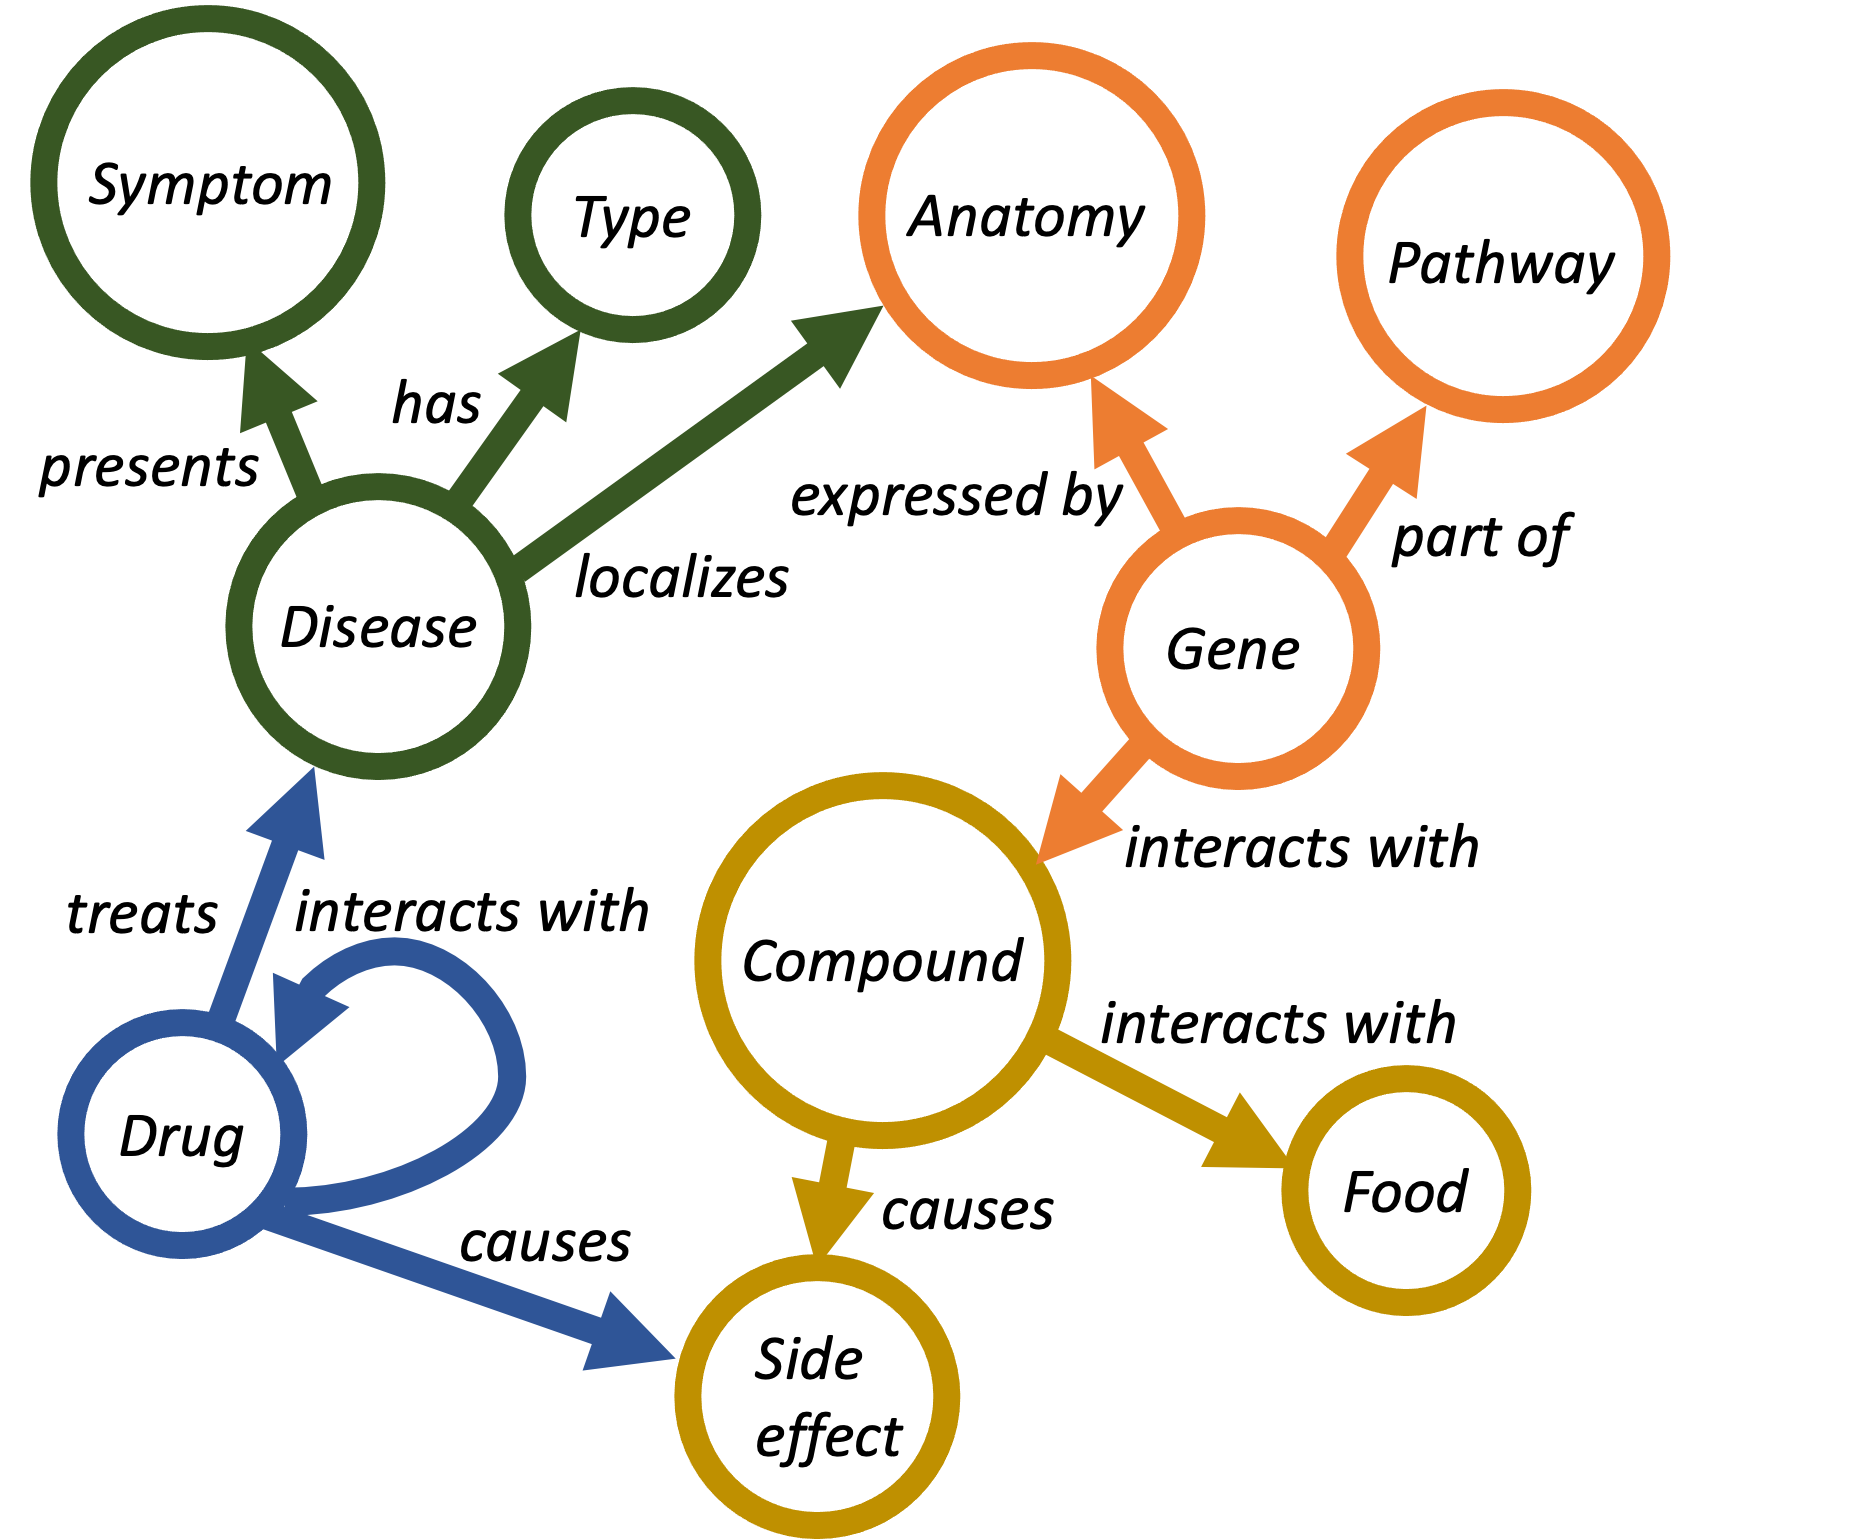 Symptom
Type
Anatomy
Pathway
has
presents
expressed by
part of
localizes
Disease
Gene
interacts with
treats
interacts with
Compound
interacts with
Drug
Food
causes
causes
Side
effect